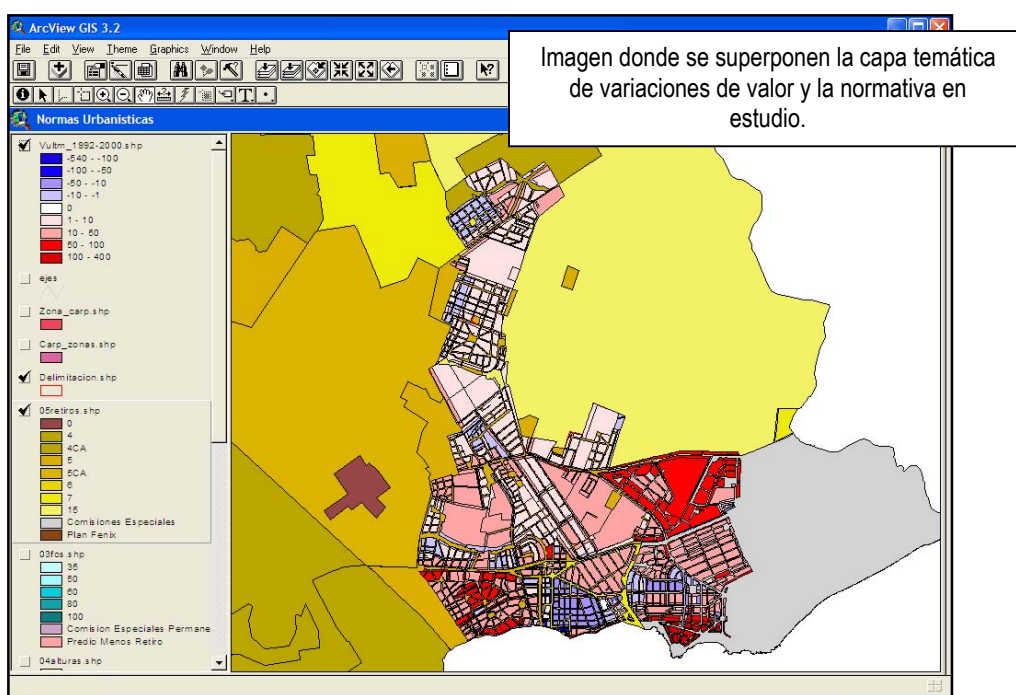 ArcView GIS 3.2
File Edit View Theme Graphics Window Help
Imagen donde se superponen la capa temática
de variaciones de valor y la normativa en
estudio.
Normas Urbanisticas
Vultm_1992-2000.shp
-540 - -100
-100 - -50
-50 - -10
-10 - -1
0
1 - 10
10 - 50
50 - 100
100 - 400
ejes
Zona_carp.shp
Carp_zonas.shp
Delimitacion.shp
05retiros.shp
0
4
4CA
5
5CA
6
7
15
Comisiones Especiales
Plan Fenix
03fos.shp
35
50
60
80
100
Comision Especiales Permane
Predio Menos Retiro
04alturas.shp